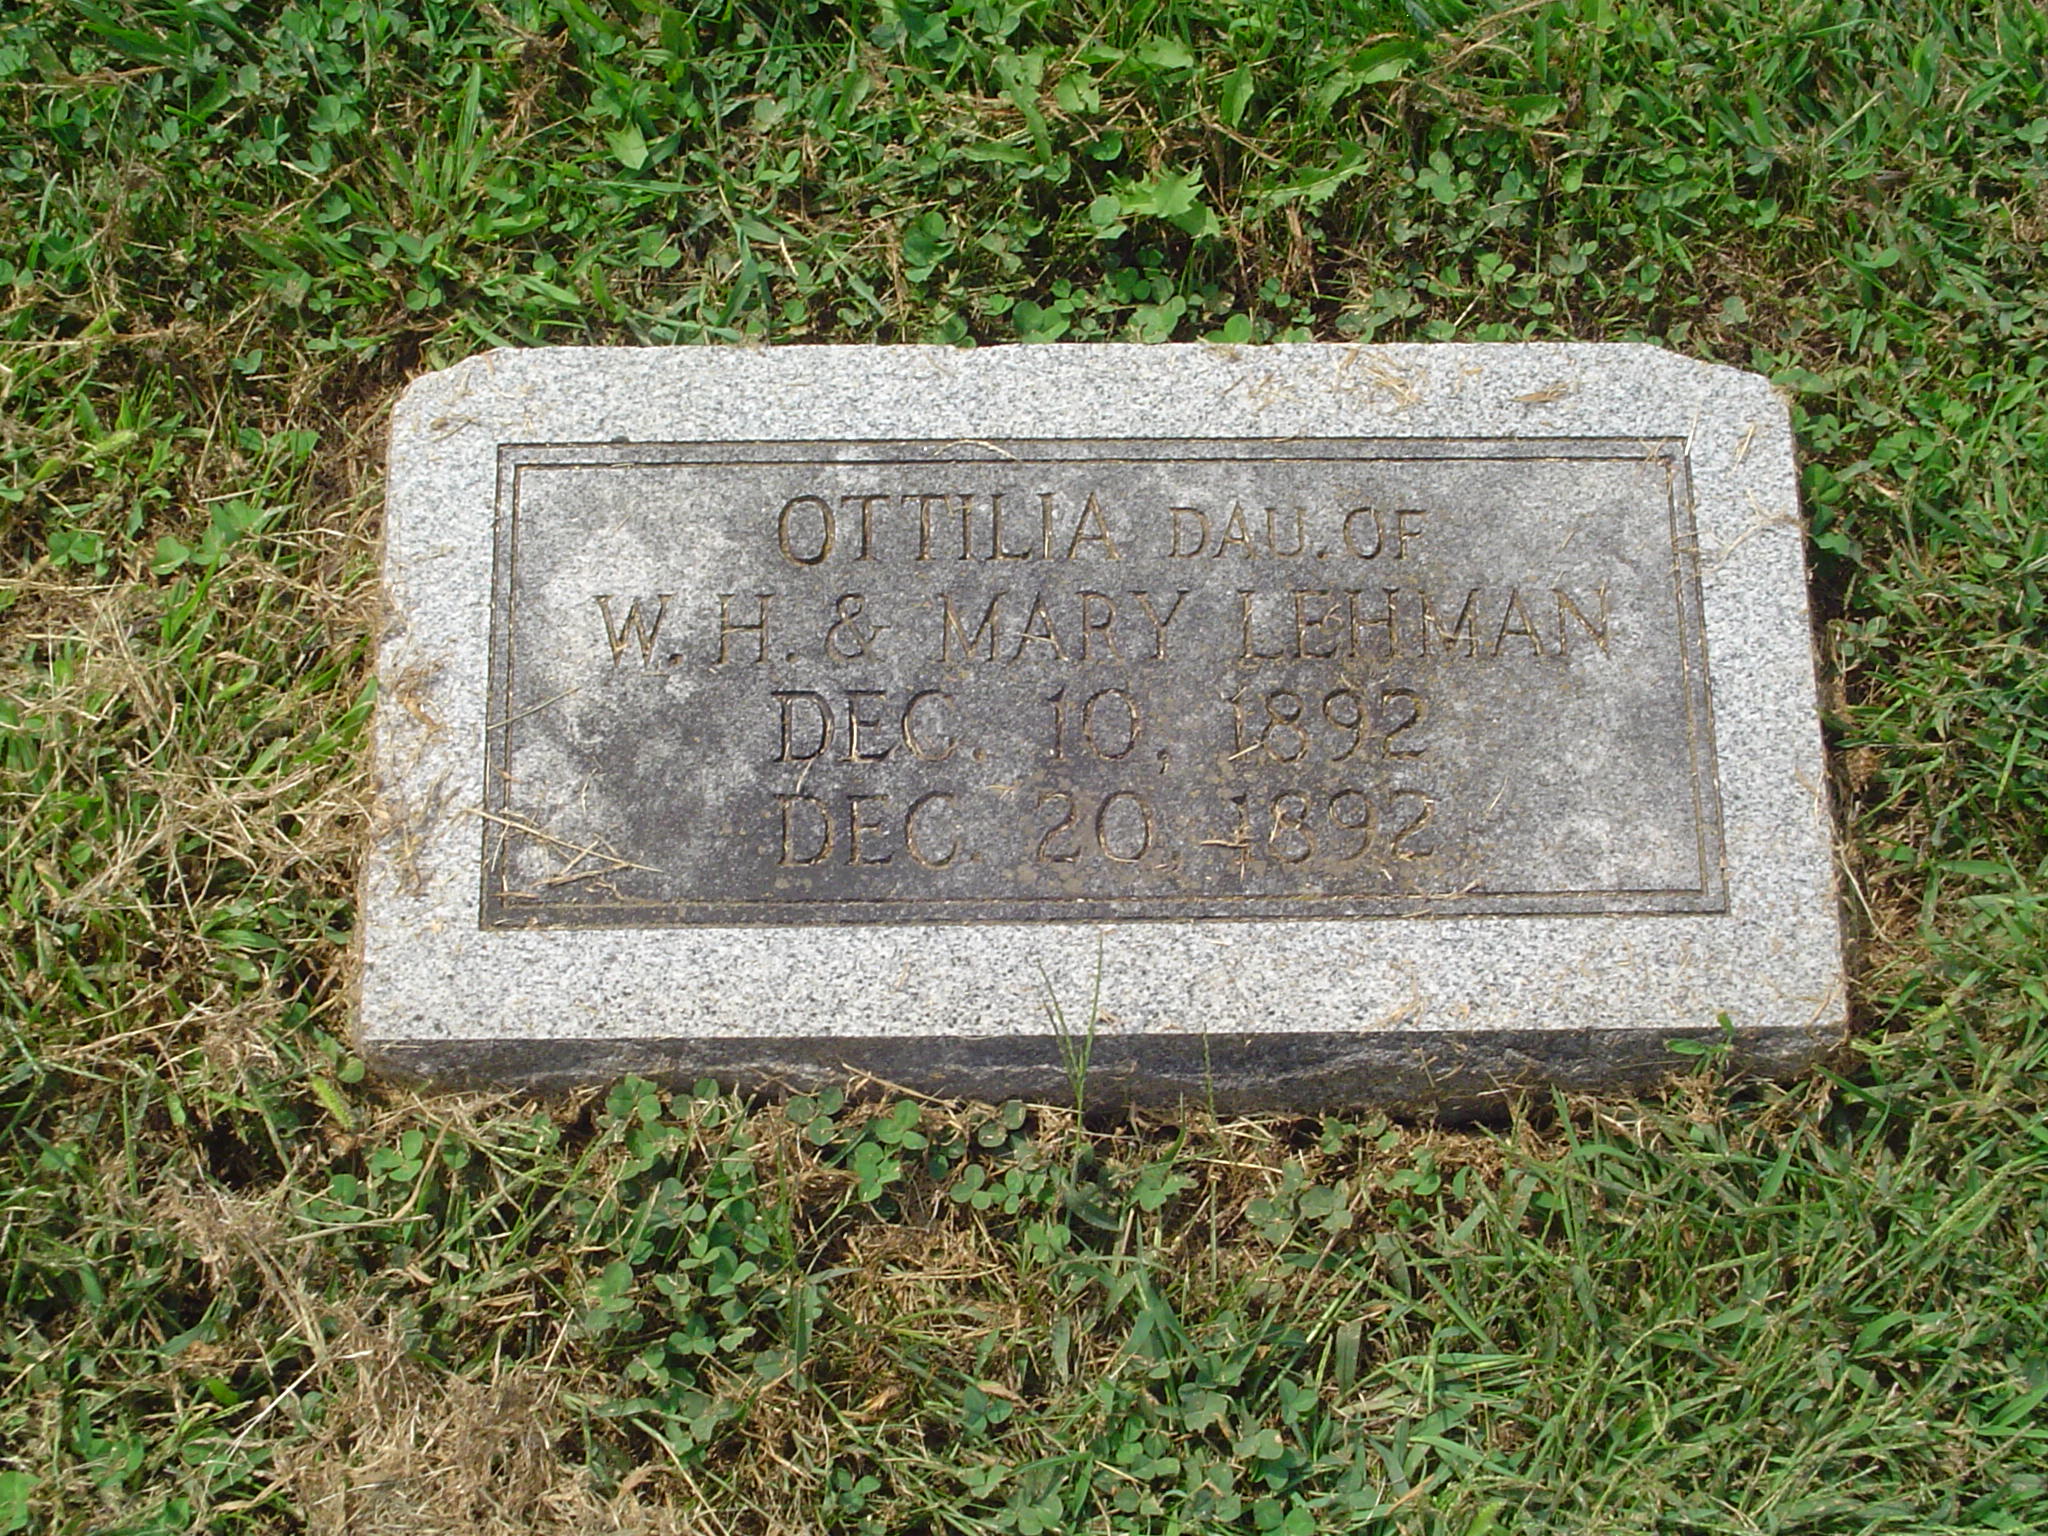 OTTILIA DAU. OF
W. H. & MARY LEHMAN
DEC. 10, 1892
DEC. 20, 1892